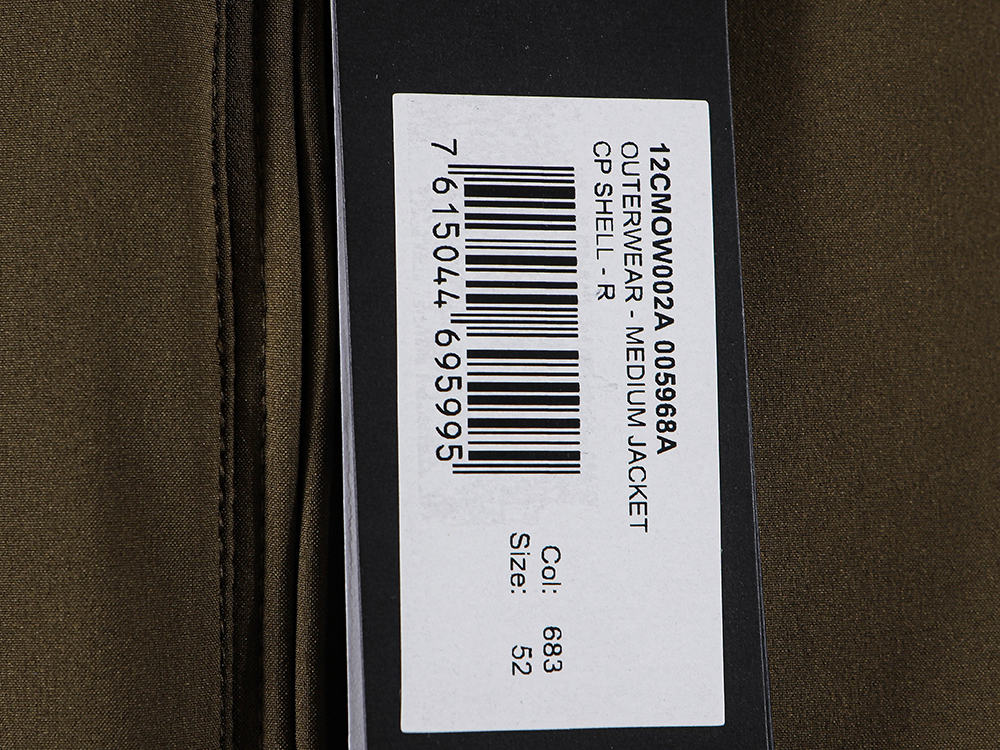 12CMOW002A 005968A
OUTERWEAR - MEDIUM JACKET
CP SHELL - R
7 615044 695995
Col: 683
Size: 52